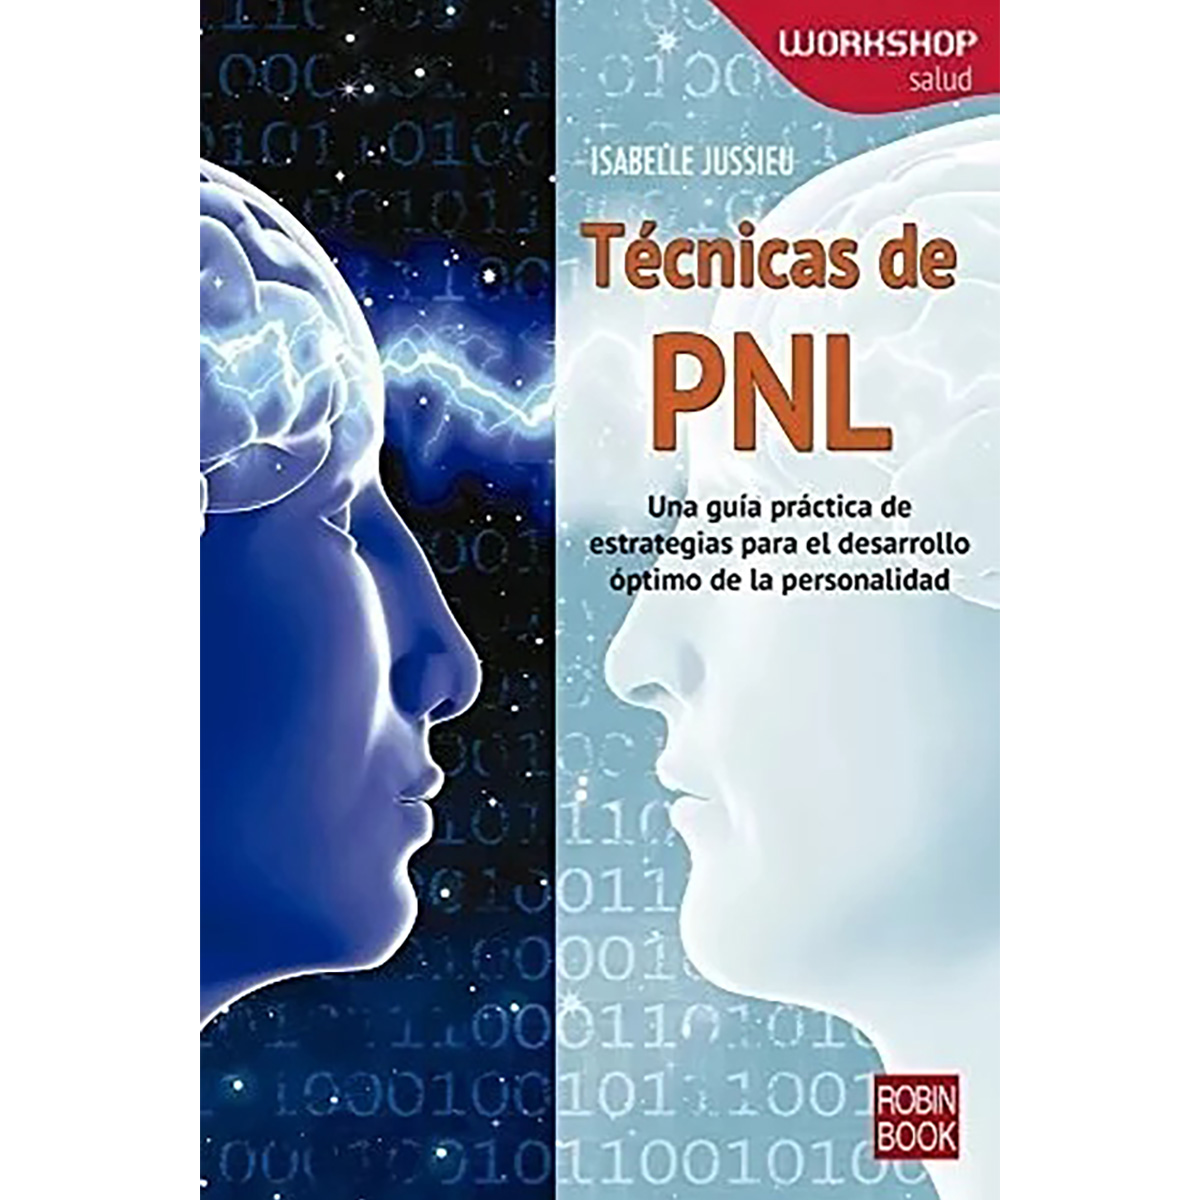 WORKSHOP
salud
ISABELLE JUSSIEU
Técnicas de
PNL
Una guía práctica de
estrategias para el desarrollo
óptimo de la personalidad
ROBIN
BOOK